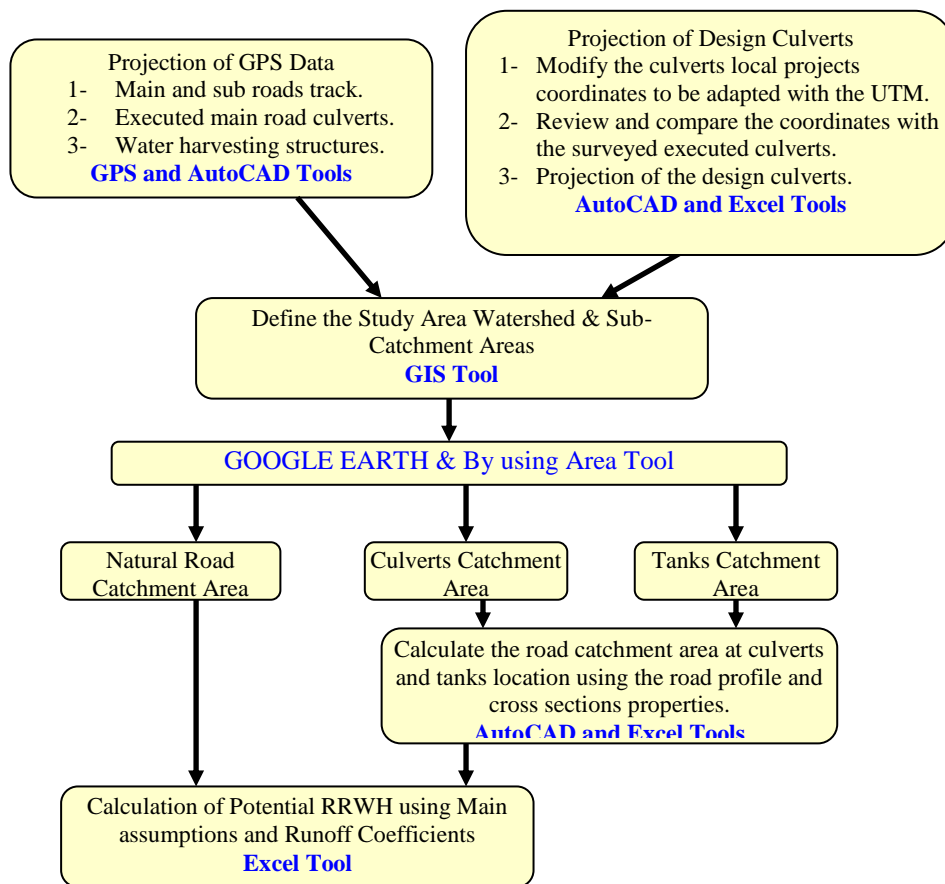 Projection of GPS Data
1- Main and sub roads track.
2- Executed main road culverts.
3- Water harvesting structures.
GPS and AutoCAD Tools
Projection of Design Culverts
1- Modify the culverts local projects
coordinates to be adapted with the UTM.
2- Review and compare the coordinates with
the surveyed executed culverts.
3- Projection of the design culverts.
AutoCAD and Excel Tools
Define the Study Area Watershed & Sub-
Catchment Areas
GIS Tool
GOOGLE EARTH & By using Area Tool
Natural Road
Catchment Area
Culverts Catchment
Area
Tanks Catchment
Area
Calculate the road catchment area at culverts
and tanks location using the road profile and
cross sections properties.
AutoCAD and Excel Tools
Calculation of Potential RRWH using Main
assumptions and Runoff Coefficients
Excel Tool